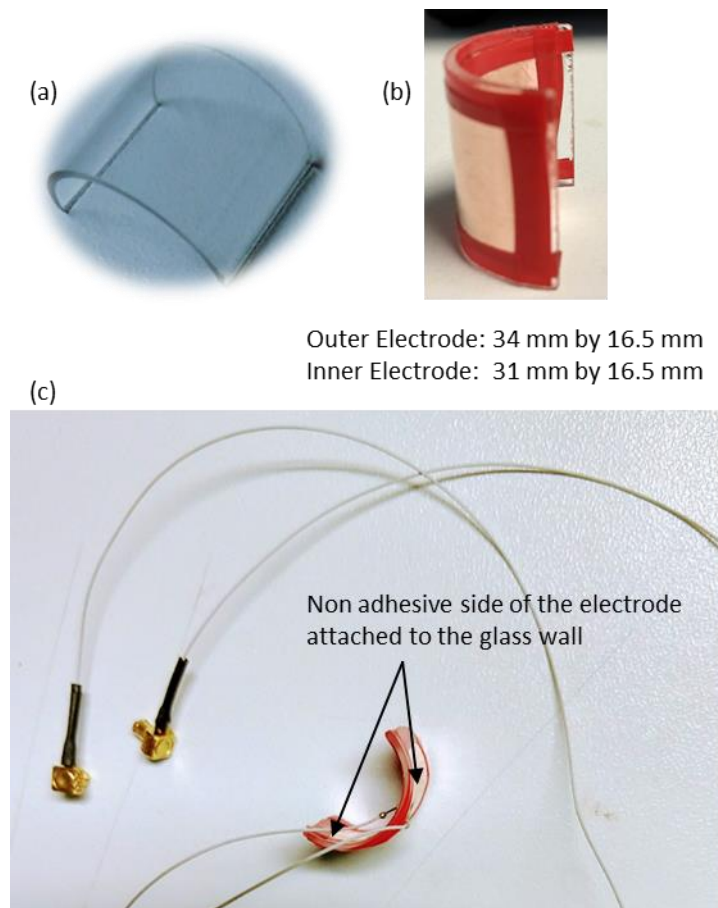 (a)
(b)
Outer Electrode: 34 mm by 16.5 mm
Inner Electrode: 31 mm by 16.5 mm
(c)
Non adhesive side of the electrode
attached to the glass wall